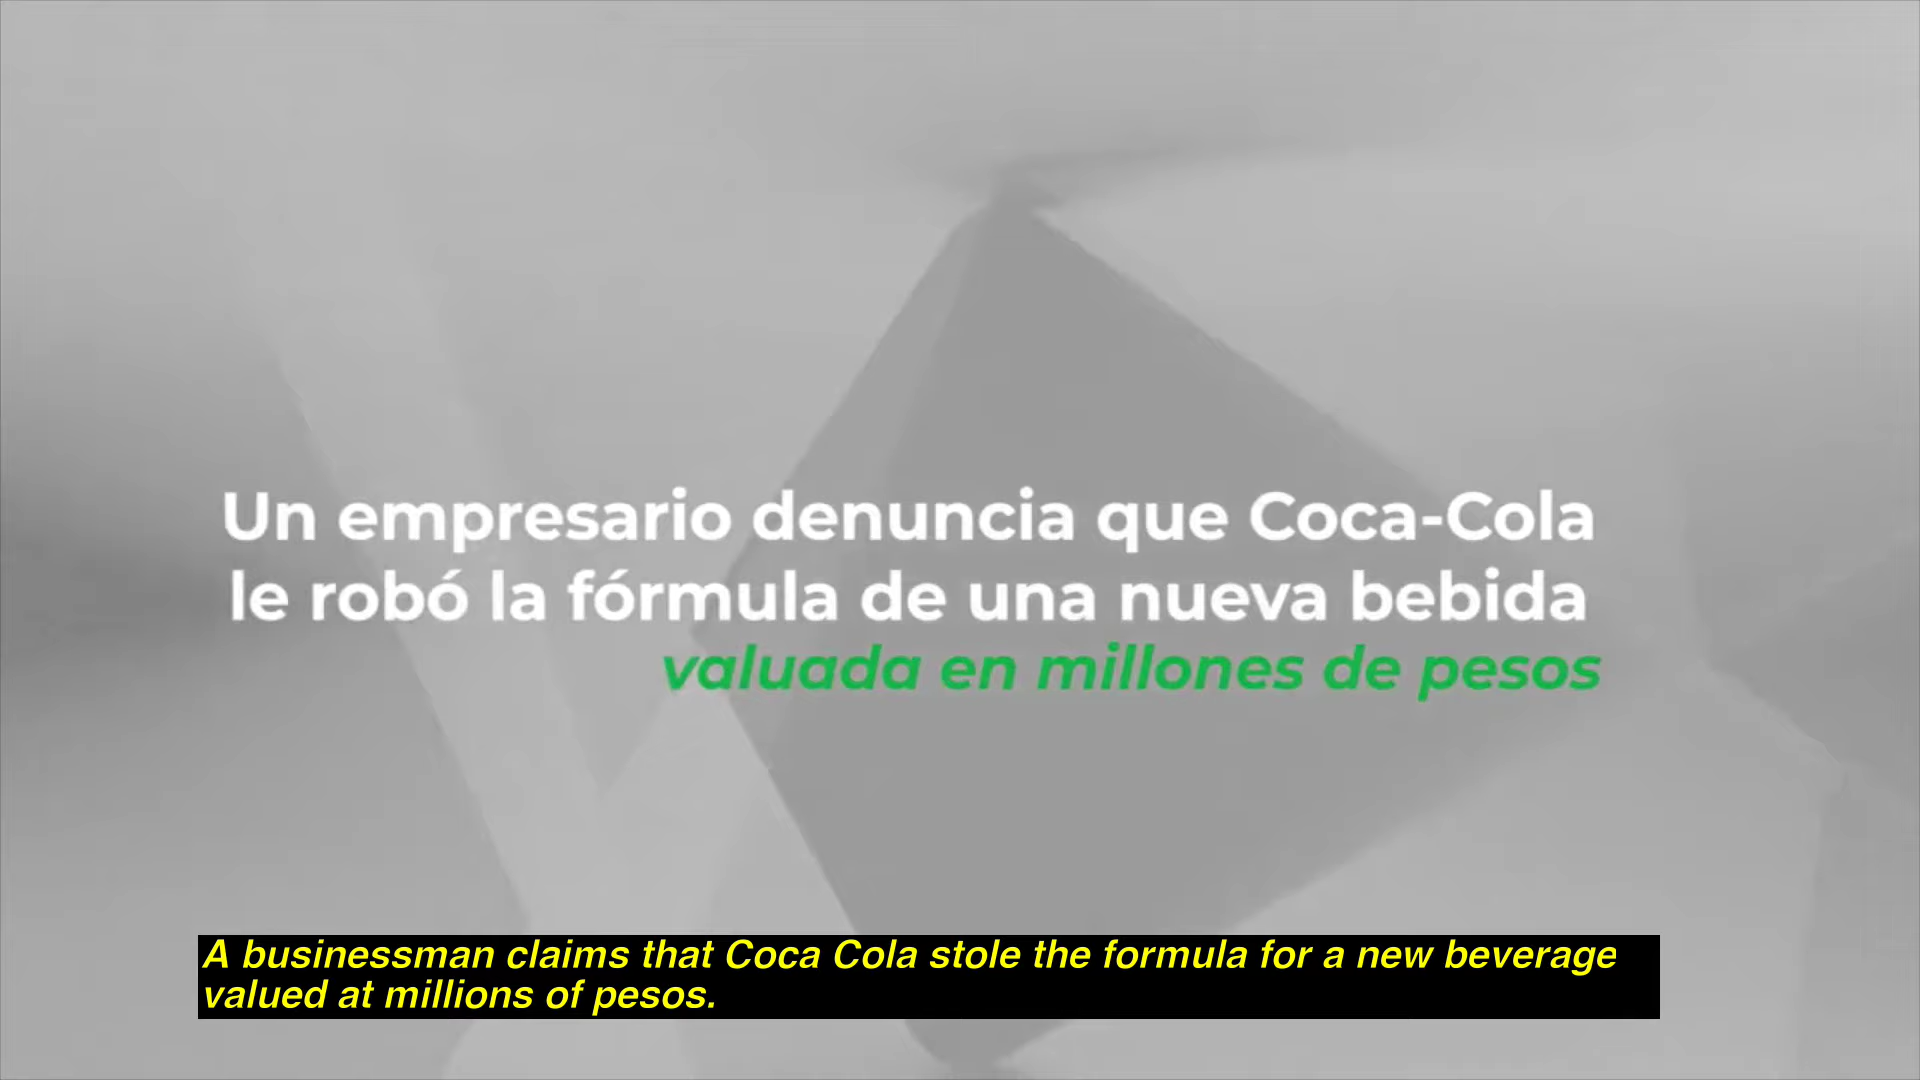 Un empresario denuncia que Coca-Cola
le robó la fórmula de una nueva bebida
valuada en millones de pesos
A businessman claims that Coca Cola stole the formula for a new beverage
valued at millions of pesos.